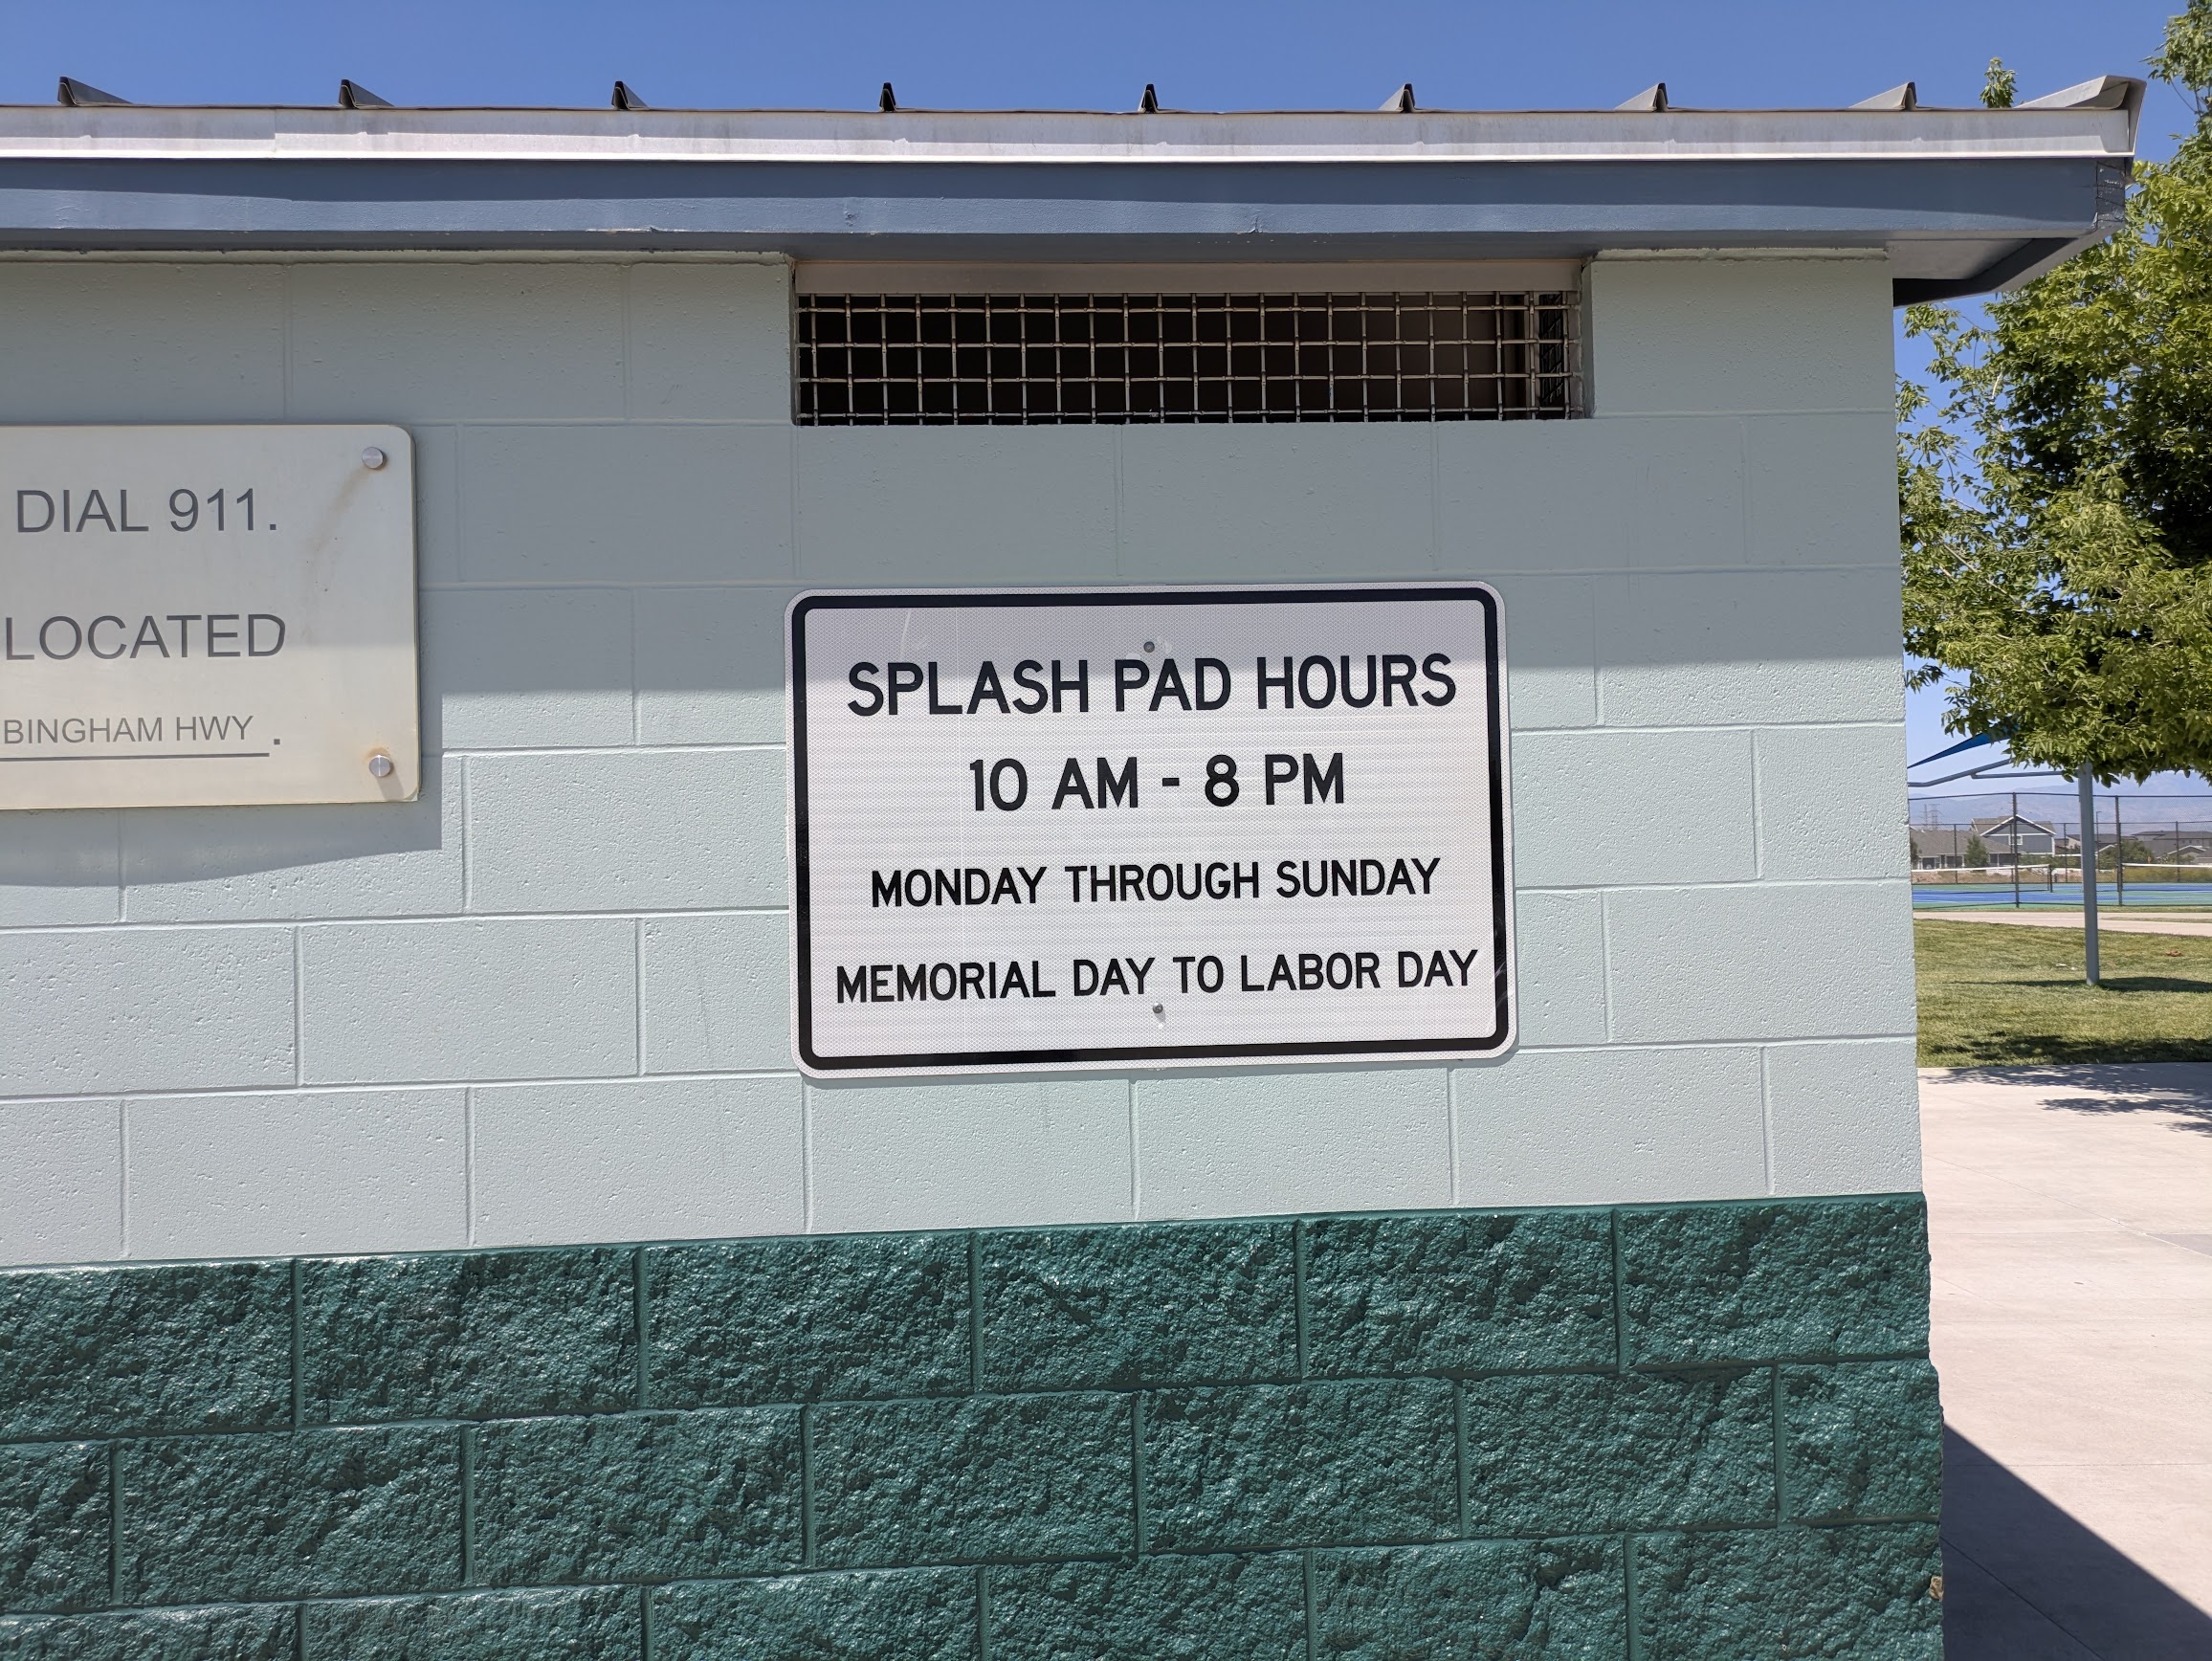 DIAL 911.
LOCATED
BINGHAM HWY.
SPLASH PAD HOURS
10 AM - 8 PM
MONDAY THROUGH SUNDAY
MEMORIAL DAY TO LABOR DAY